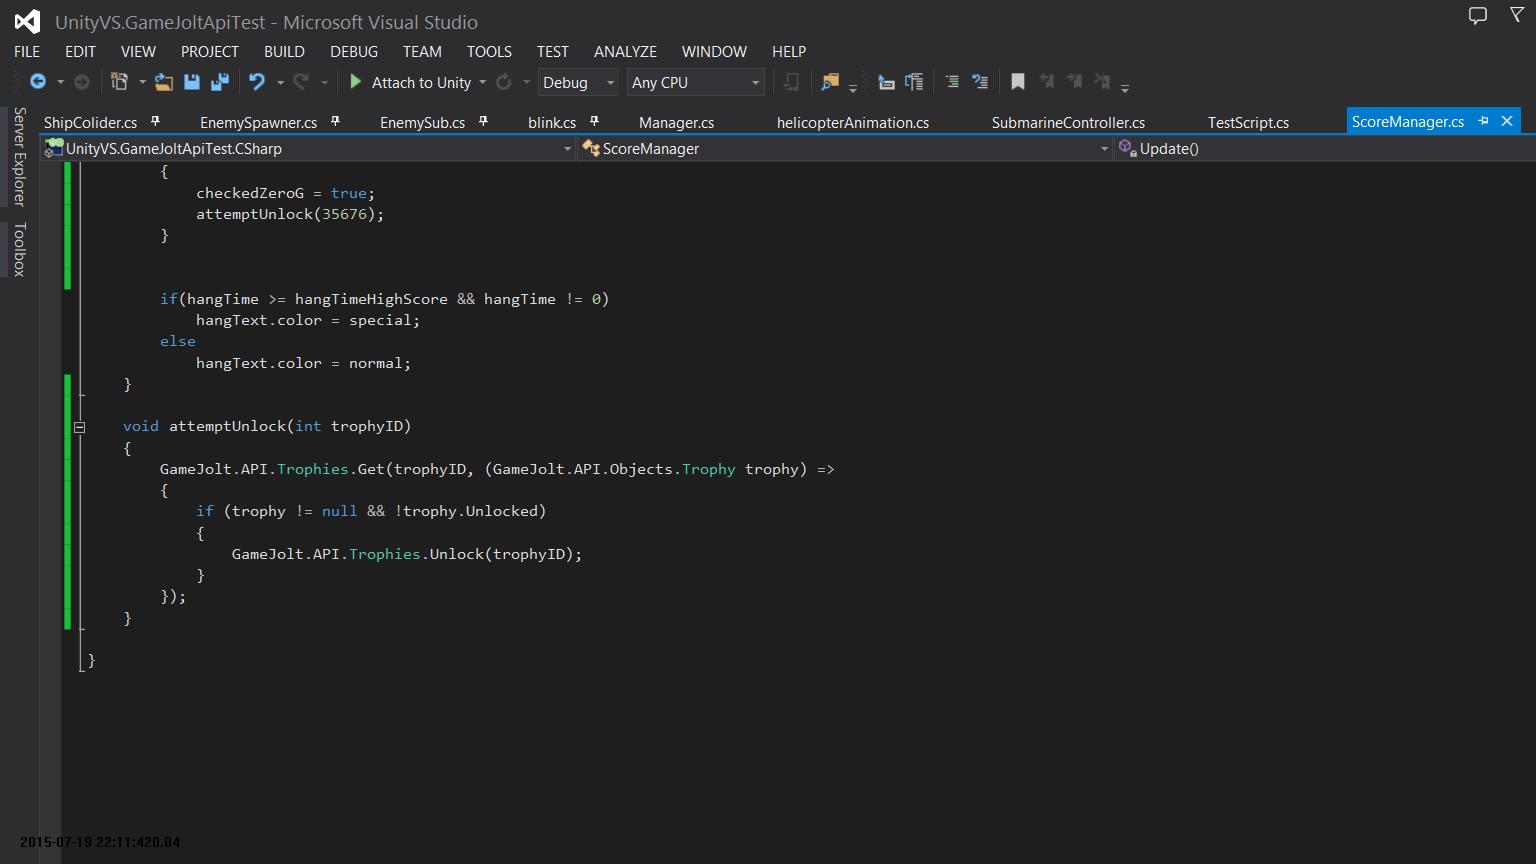 UnityVS.GameJoltApiTest - Microsoft Visual Studio
FILE EDIT VIEW PROJECT BUILD DEBUG TEAM TOOLS TEST ANALYZE WINDOW HELP
Attach to Unity Debug Any CPU
Server Explorer
Toolbox
ShipColider.cs EnemySpawner.cs EnemySub.cs blink.cs Manager.cs helicopterAnimation.cs SubmarineController.cs TestScript.cs ScoreManager.cs
UnityVS.GameJoltApiTest.CSharp ScoreManager Update()
{
checkedZeroG = true;
attemptUnlock(35676);
}
if(hangTime >= hangTimeHighScore && hangTime != 0)
hangText.color = special;
else
hangText.color = normal;
}
void attemptUnlock(int trophyID)
{
GameJolt.API.Trophies.Get(trophyID, (GameJolt.API.Objects.Trophy trophy) =>
{
if (trophy != null && !trophy.Unlocked)
{
GameJolt.API.Trophies.Unlock(trophyID);
}
});
}
}
2015-07-19 22:11:420.04